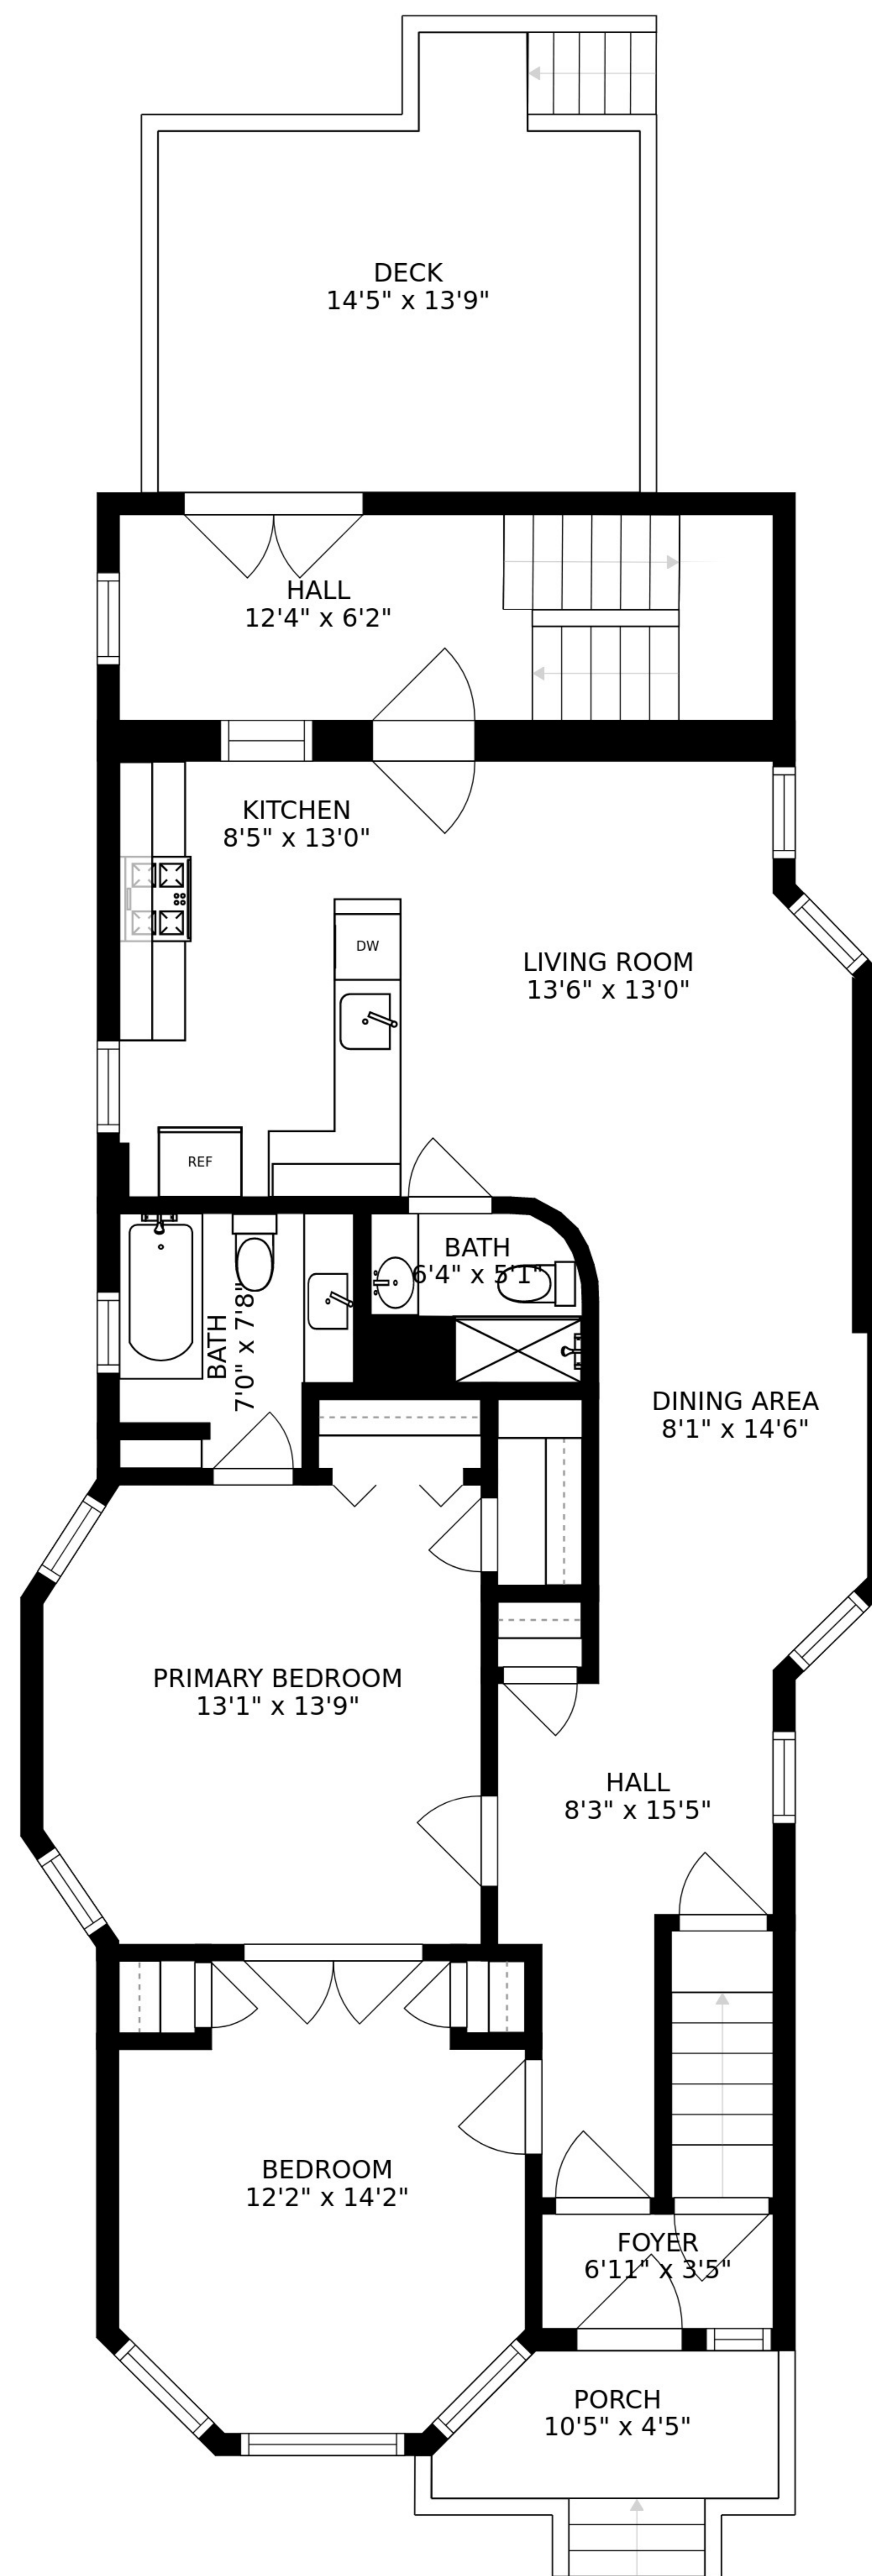 DECK
14'5" x 13'9"
HALL
12'4" x 6'2"
KITCHEN
8'5" x 13'0"
DW
LIVING ROOM
13'6" x 13'0"
REF
BATH
6'4" x 5'1"
BATH
7'0" x 7'8"
DINING AREA
8'1" x 14'6"
PRIMARY BEDROOM
13'1" x 13'9"
HALL
8'3" x 15'5"
BEDROOM
12'2" x 14'2"
FOYER
6'11" x 3'5"
PORCH
10'5" x 4'5"